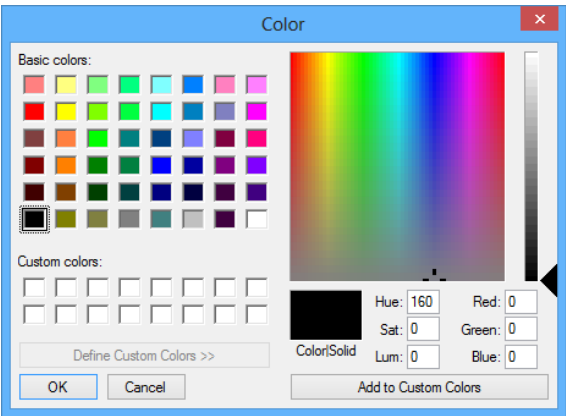 Color
Basic colors:
Custom colors:
Define Custom Colors >>
OK Cancel
Color|Solid
Hue: 160 Red: 0
Sat: 0 Green: 0
Lum: 0 Blue: 0
Add to Custom Colors